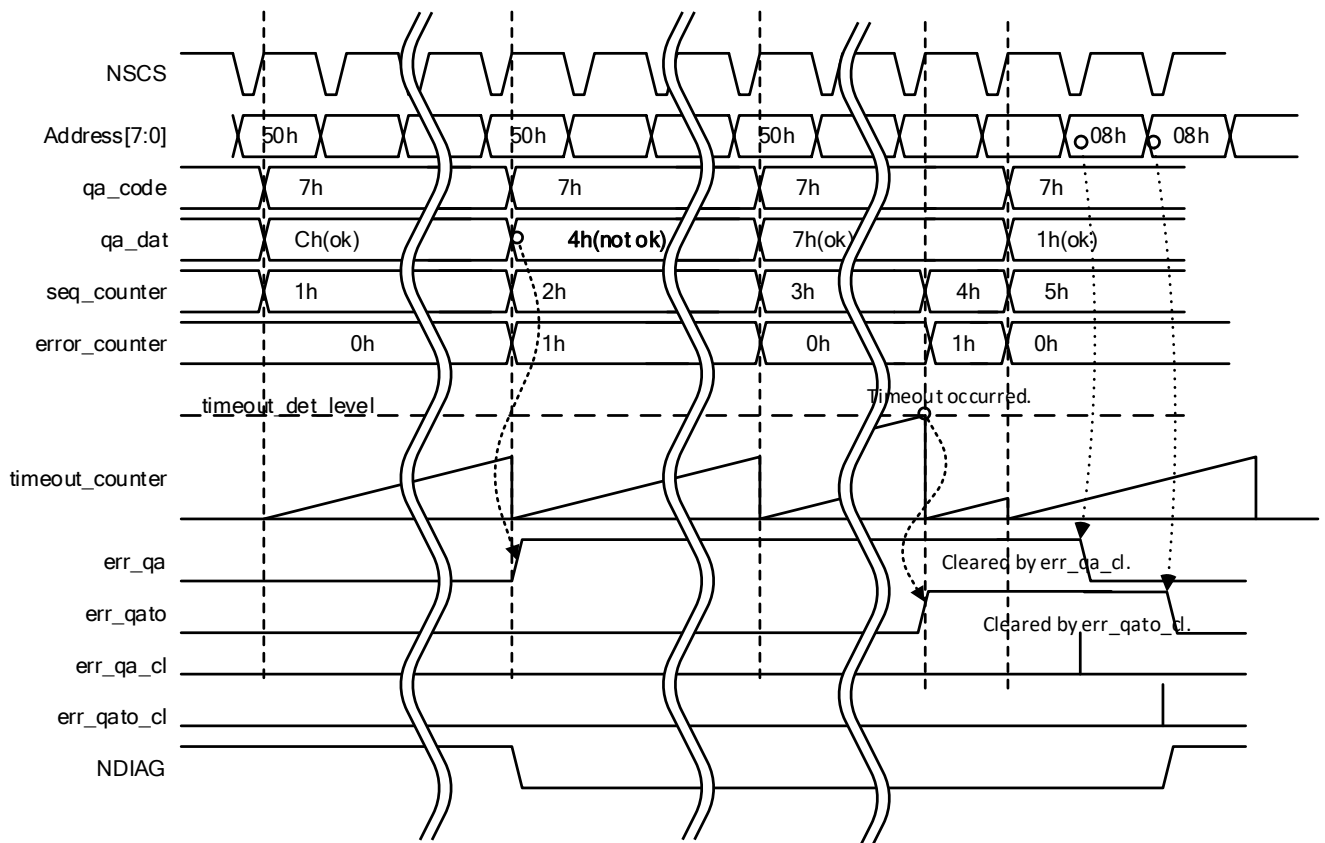 NSCS
Address[7:0] 50h 50h 50h 08h 08h
qa_code 7h 7h 7h 7h
qa_dat Ch(ok) 4h(not ok) 7h(ok) 1h(ok)
seq_counter 1h 2h 3h 4h 5h
error_counter 0h 1h 0h 1h 0h
timeout_det_level Timeout occurred.
timeout_counter
err_qa Cleared by err_qa_cl.
err_qato Cleared by err_qato_cl.
err_qa_cl
err_qato_cl
NDIAG